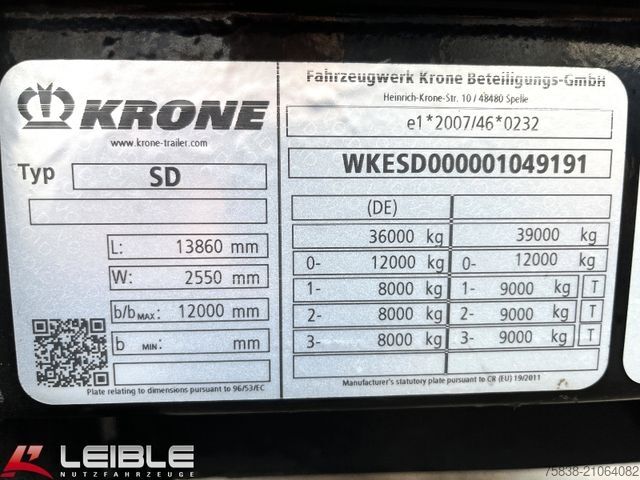 KRONE
www.krone-trailer.com
Typ SD
L: 13860 mm
W: 2550 mm
b/b MAX: 12000 mm
b MIN: mm
Plate relating to dimensions pursuant to 96/53/EC
Fahrzeugwerk Krone Beteiligungs-GmbH
Heinrich-Krone-Str. 10 / 48480 Spelle
e1*2007/46*0232
WKESD000001049191
(DE)
36000 kg 39000 kg
0- 12000 kg 0- 12000 kg
1- 8000 kg 1- 9000 kg T
2- 8000 kg 2- 9000 kg T
3- 8000 kg 3- 9000 kg T
Manufacturer's statutory plate pursuant to CR (EU) 19/2011
LEIBLE
NUTZFAHRZEUGE
75838-21064082